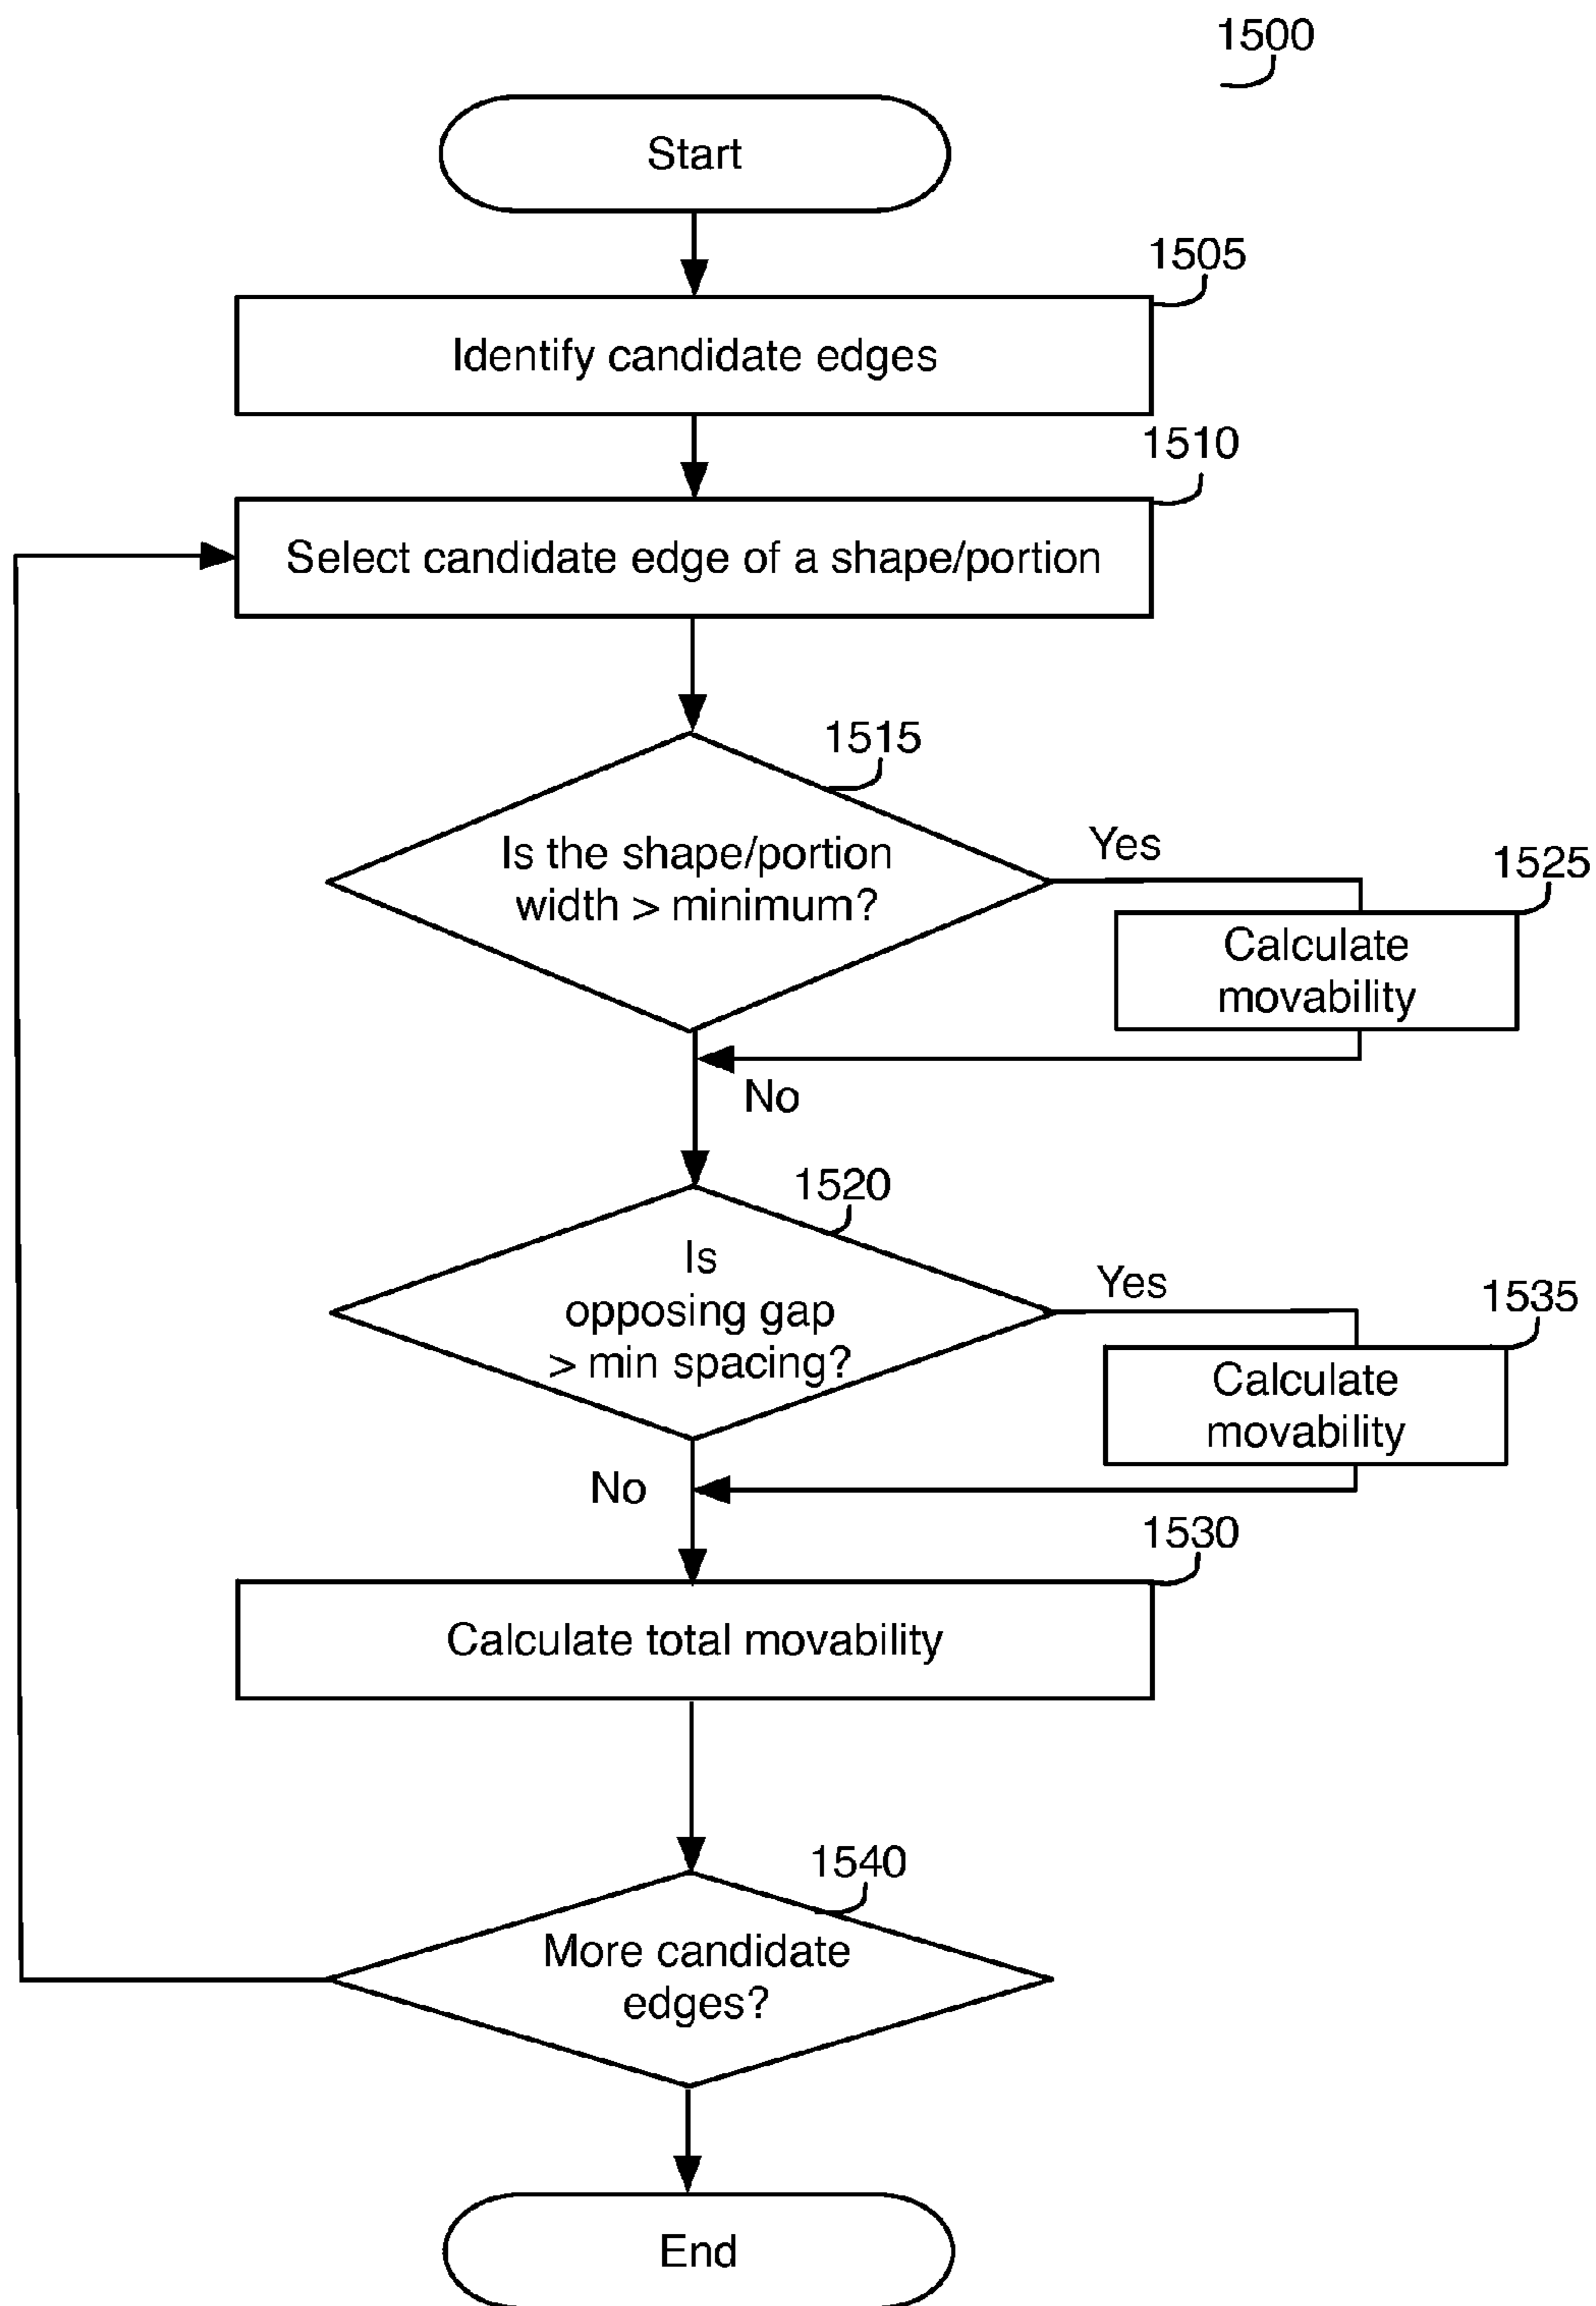 1500
Start
1505
Identify candidate edges
1510
Select candidate edge of a shape/portion
1515
Is the shape/portion
width > minimum?
Yes
1525
Calculate
movability
No
1520
Is
opposing gap
> min spacing?
Yes
1535
Calculate
movability
No
1530
Calculate total movability
1540
More candidate
edges?
End